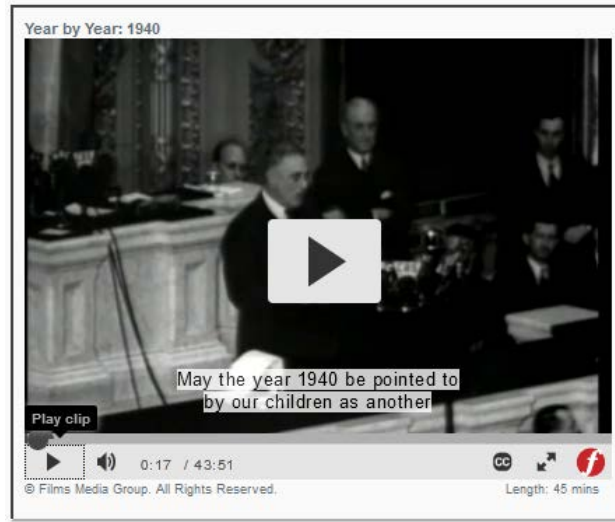 Year by Year: 1940
May the year 1940 be pointed to
by our children as another
Play clip
0:17 / 43:51
CC
f
© Films Media Group. All Rights Reserved.
Length: 45 mins